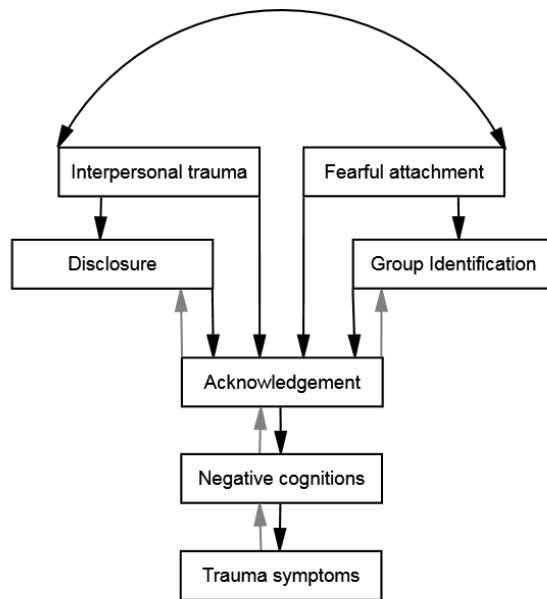 Interpersonal trauma
Fearful attachment
Disclosure
Group Identification
Acknowledgement
Negative cognitions
Trauma symptoms